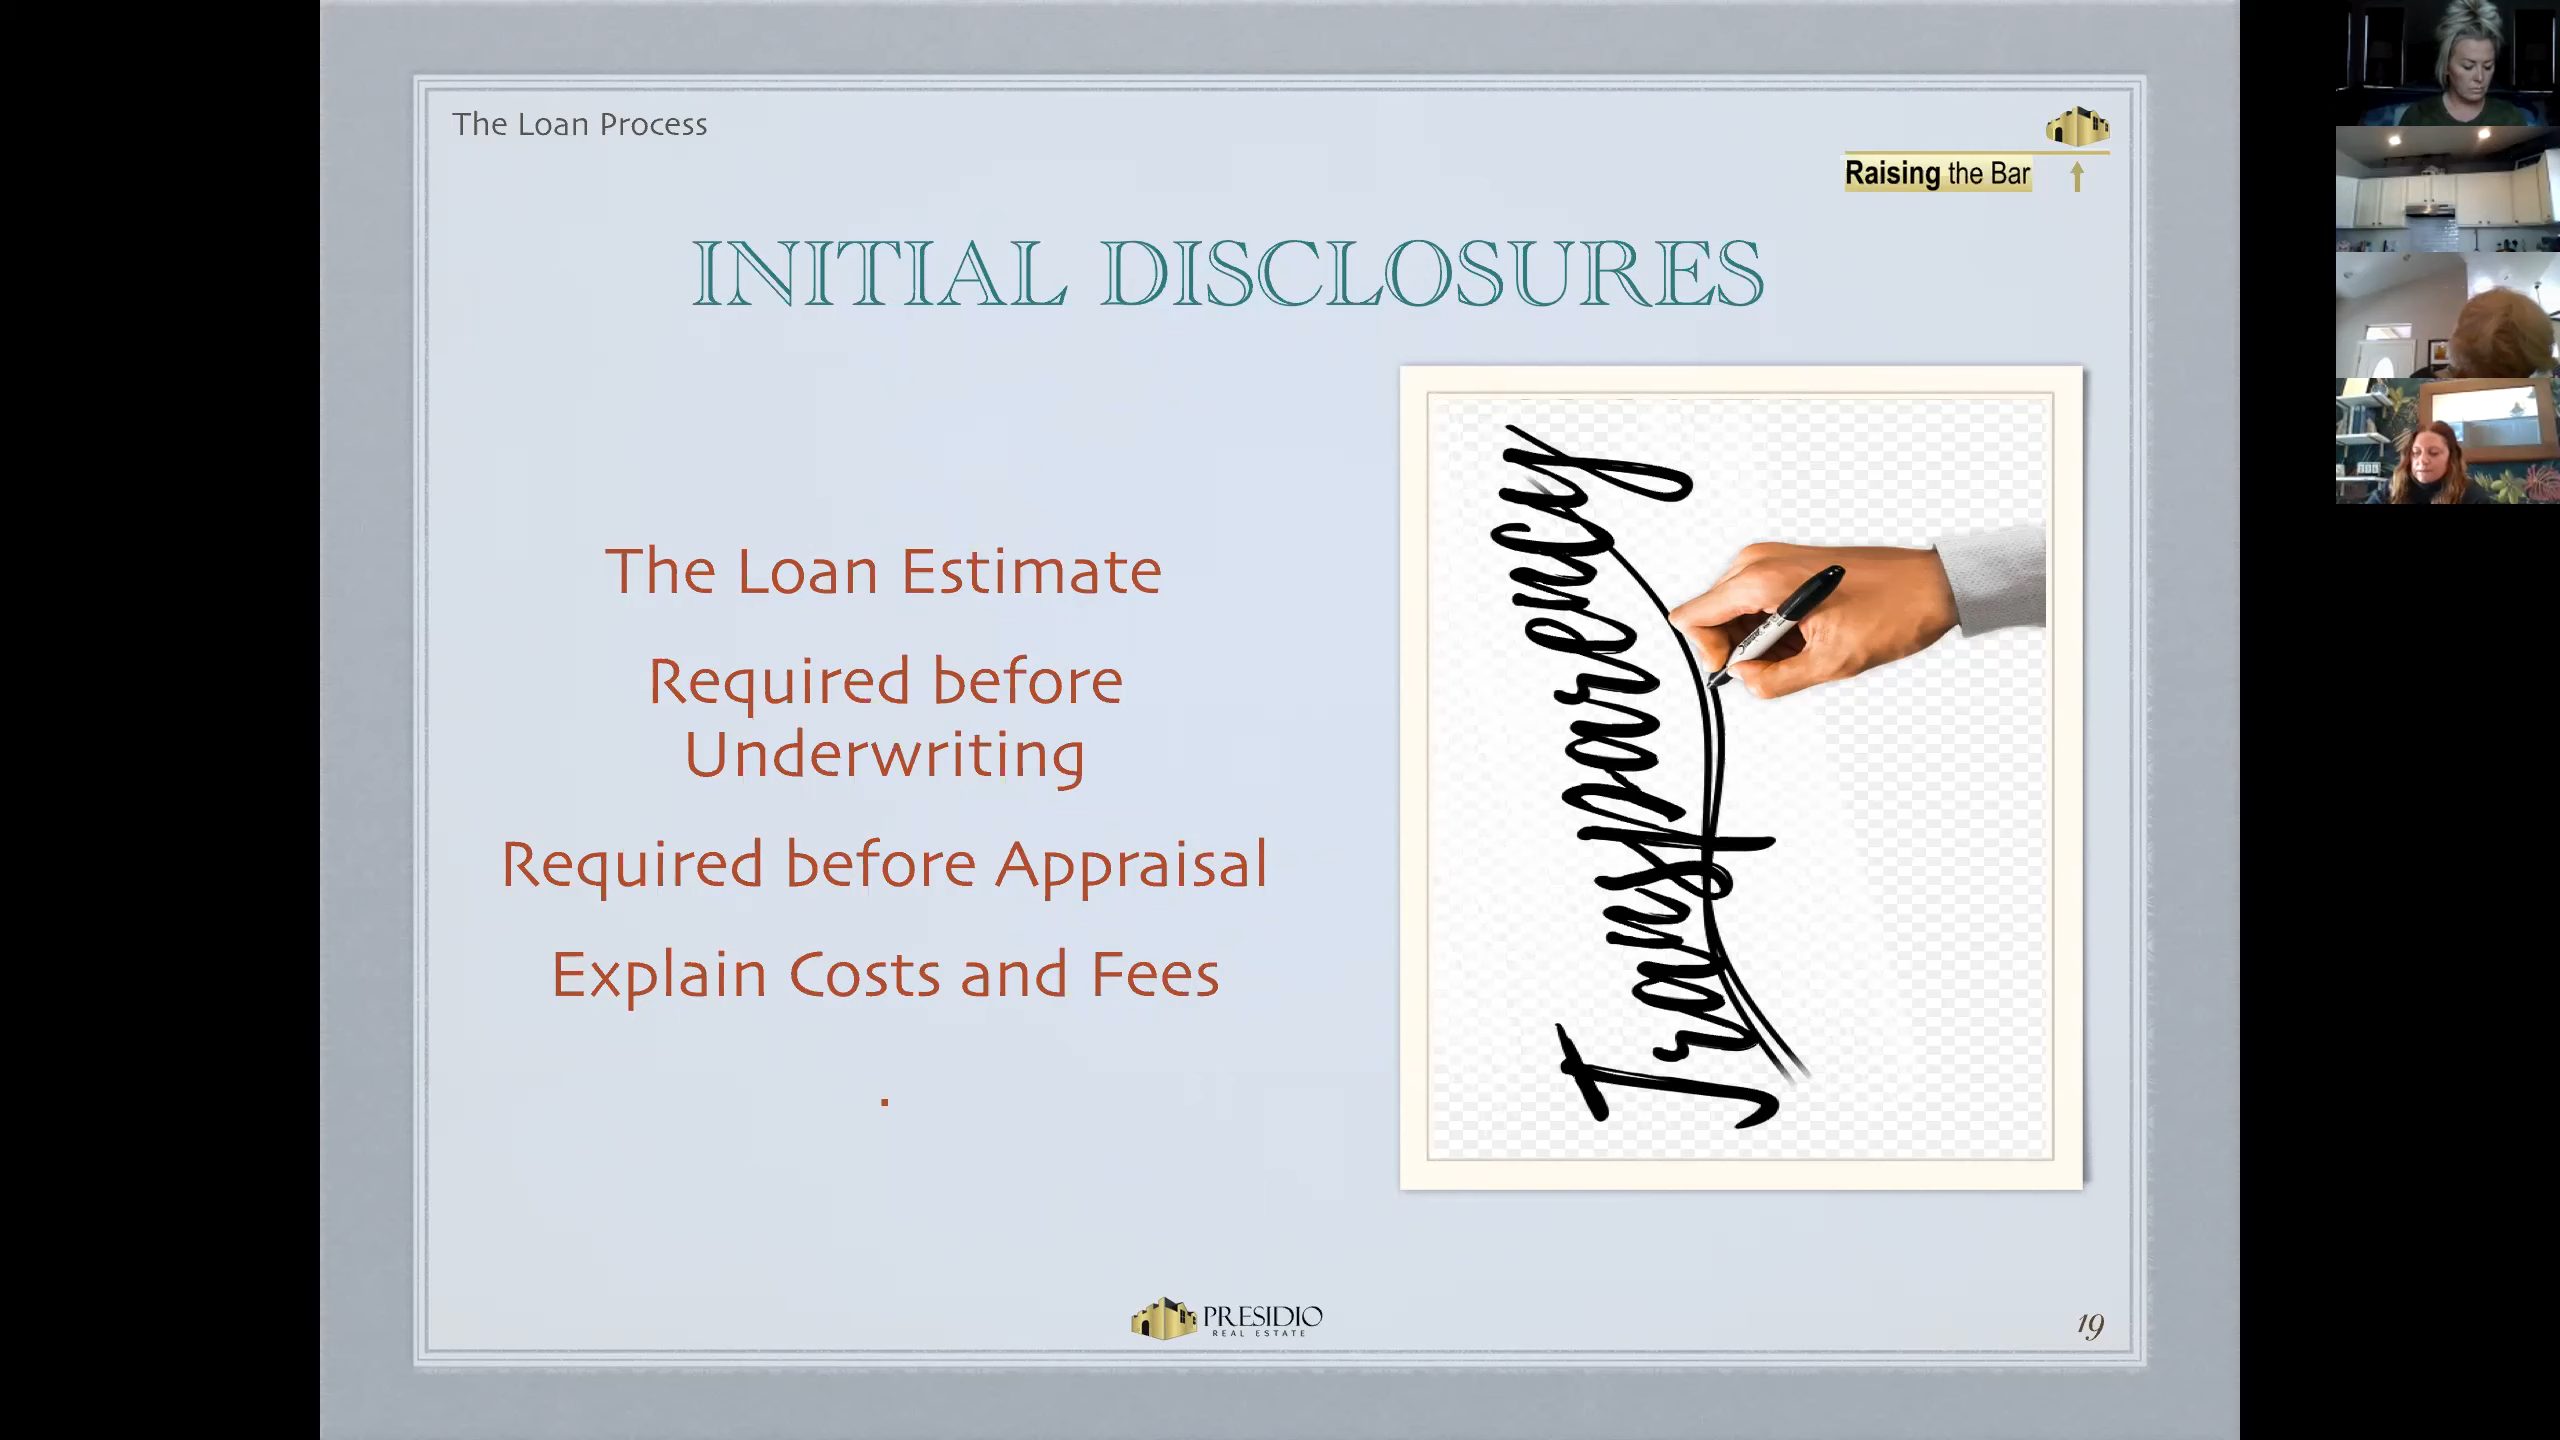 The Loan Process
Raising the Bar
INITIAL DISCLOSURES
The Loan Estimate
Required before
Underwriting
Required before Appraisal
Explain Costs and Fees
.
Transparency
PRESIDIO
REAL ESTATE
19